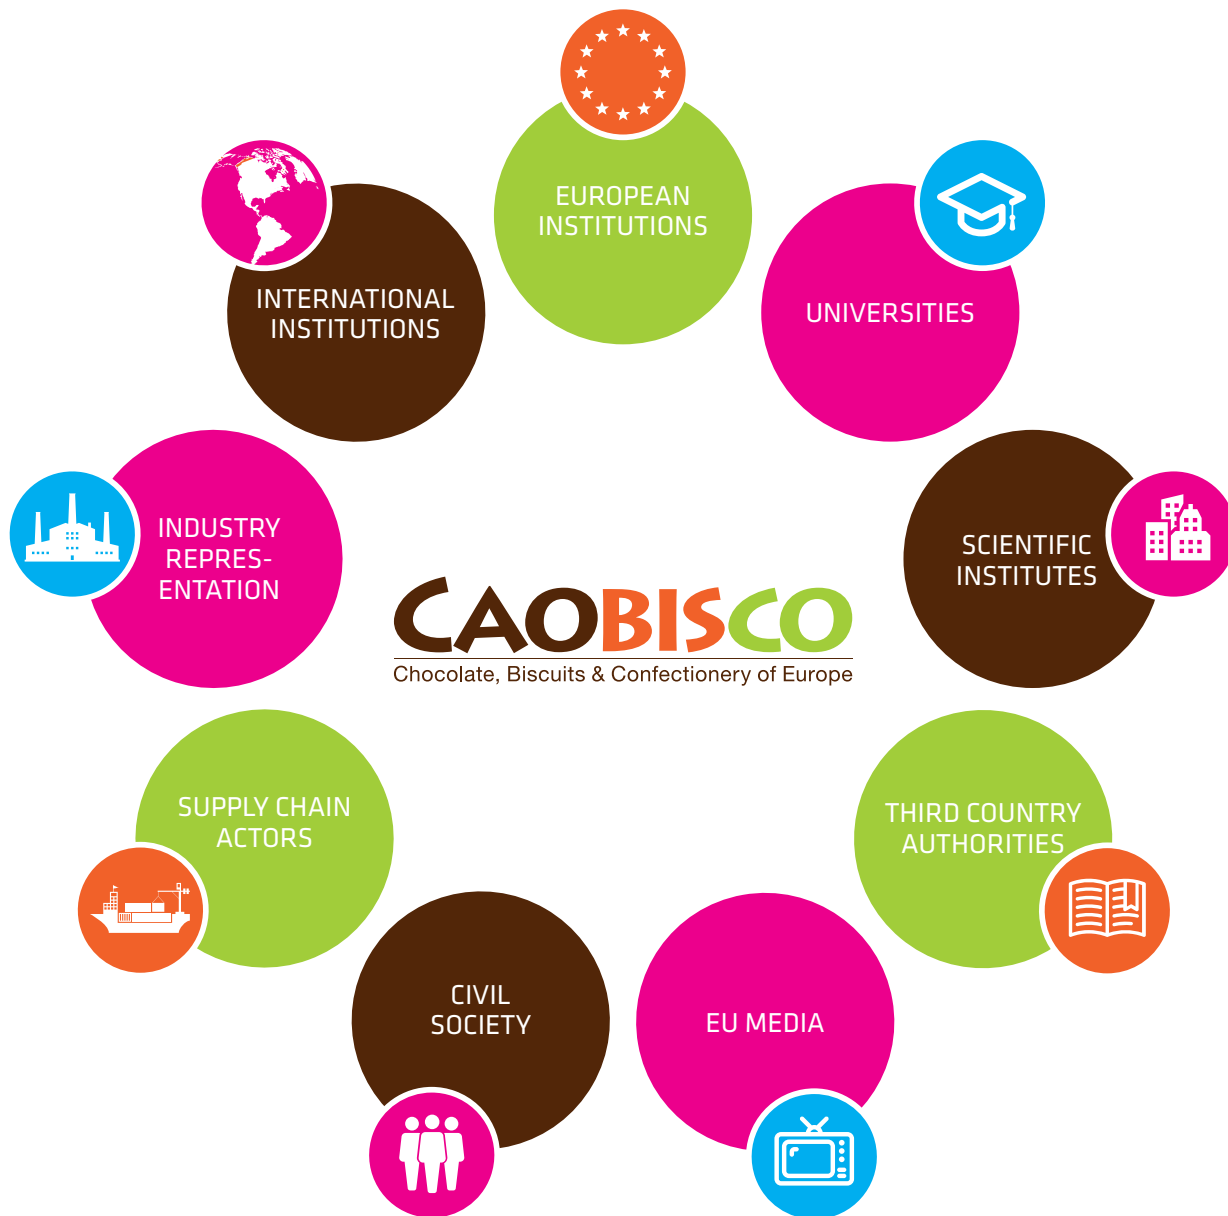 EUROPEAN
INSTITUTIONS
UNIVERSITIES
INTERNATIONAL
INSTITUTIONS
INDUSTRY
REPRES-
ENTATION
SCIENTIFIC
INSTITUTES
CAOBISCO
Chocolate, Biscuits & Confectionery of Europe
SUPPLY CHAIN
ACTORS
THIRD COUNTRY
AUTHORITIES
CIVIL
SOCIETY
EU MEDIA